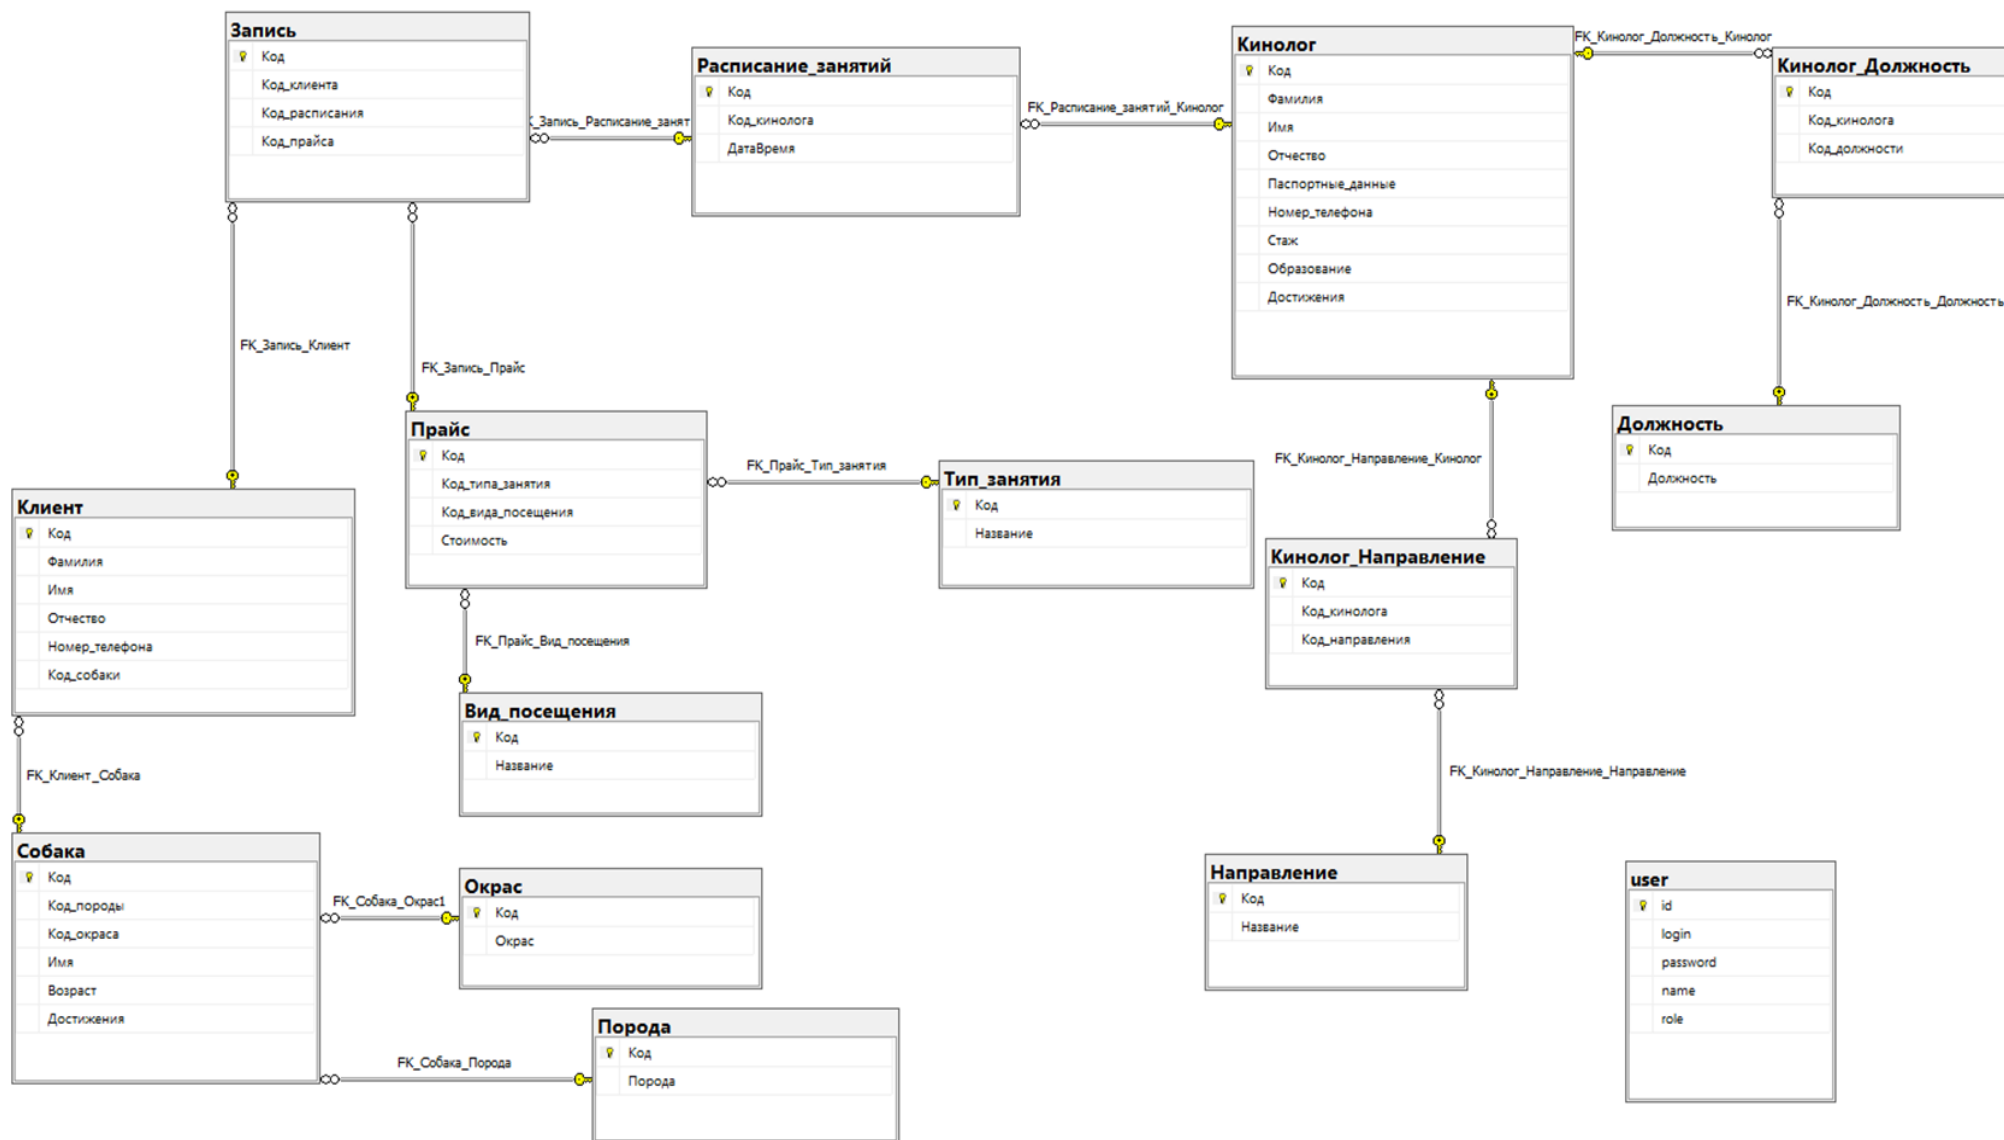 Запись
Код
Код_клиента
Код_расписания
Код_прайса
Расписание_занятий
Код
Код_кинолога
ДатаВремя
Кинолог
Код
Фамилия
Имя
Отчество
Паспортные_данные
Номер_телефона
Стаж
Образование
Достижения
Кинолог_Должность
Код
Код_кинолога
Код_должности
K_Запись_Расписание_занят
FK_Расписание_занятий_Кинолог
FK_Кинолог_Должность_Кинолог
FK_Кинолог_Должность_Должность
FK_Запись_Клиент
FK_Запись_Прайс
Прайс
Код
Код_типа_занятия
Код_вида_посещения
Стоимость
FK_Прайс_Тип_занятия
Тип_занятия
Код
Название
FK_Кинолог_Направление_Кинолог
Должность
Код
Должность
Клиент
Код
Фамилия
Имя
Отчество
Номер_телефона
Код_собаки
Кинолог_Направление
Код
Код_кинолога
Код_направления
FK_Прайс_Вид_посещения
Вид_посещения
Код
Название
FK_Клиент_Собака
FK_Кинолог_Направление_Направление
Собака
Код
Код_породы
Код_окраса
Имя
Возраст
Достижения
FK_Собака_Окрас1
Окрас
Код
Окрас
Направление
Код
Название
user
id
login
password
name
role
FK_Собака_Порода
Порода
Код
Порода